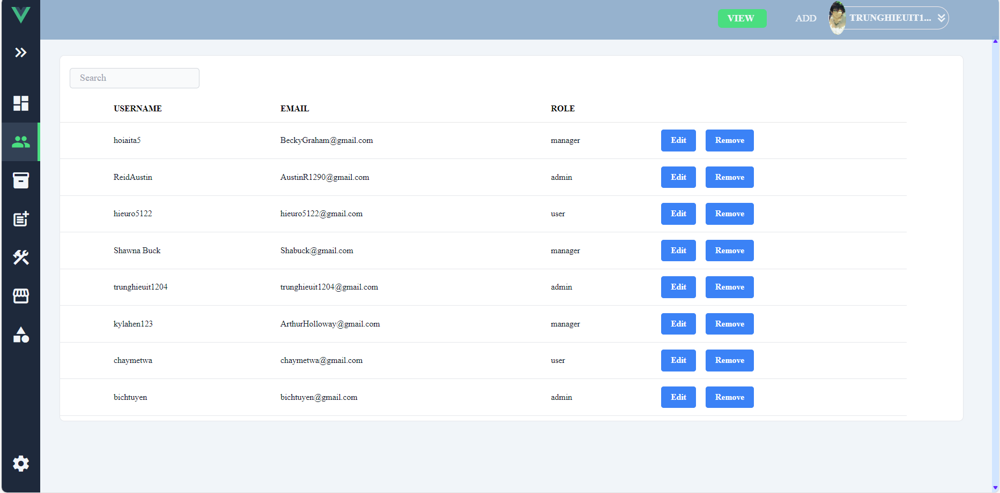 VIEW ADD TRUNGHIEUIT1...
Search
USERNAME EMAIL ROLE
hoiaita5 BeckyGraham@gmail.com manager Edit Remove
ReidAustin AustinR1290@gmail.com admin Edit Remove
hieuro5122 hieuro5122@gmail.com user Edit Remove
Shawna Buck Shabuck@gmail.com manager Edit Remove
trunghieuit1204 trunghieuit1204@gmail.com admin Edit Remove
kylahen123 ArthurHolloway@gmail.com manager Edit Remove
chaymetwa chaymetwa@gmail.com user Edit Remove
bichtuyen bichtuyen@gmail.com admin Edit Remove